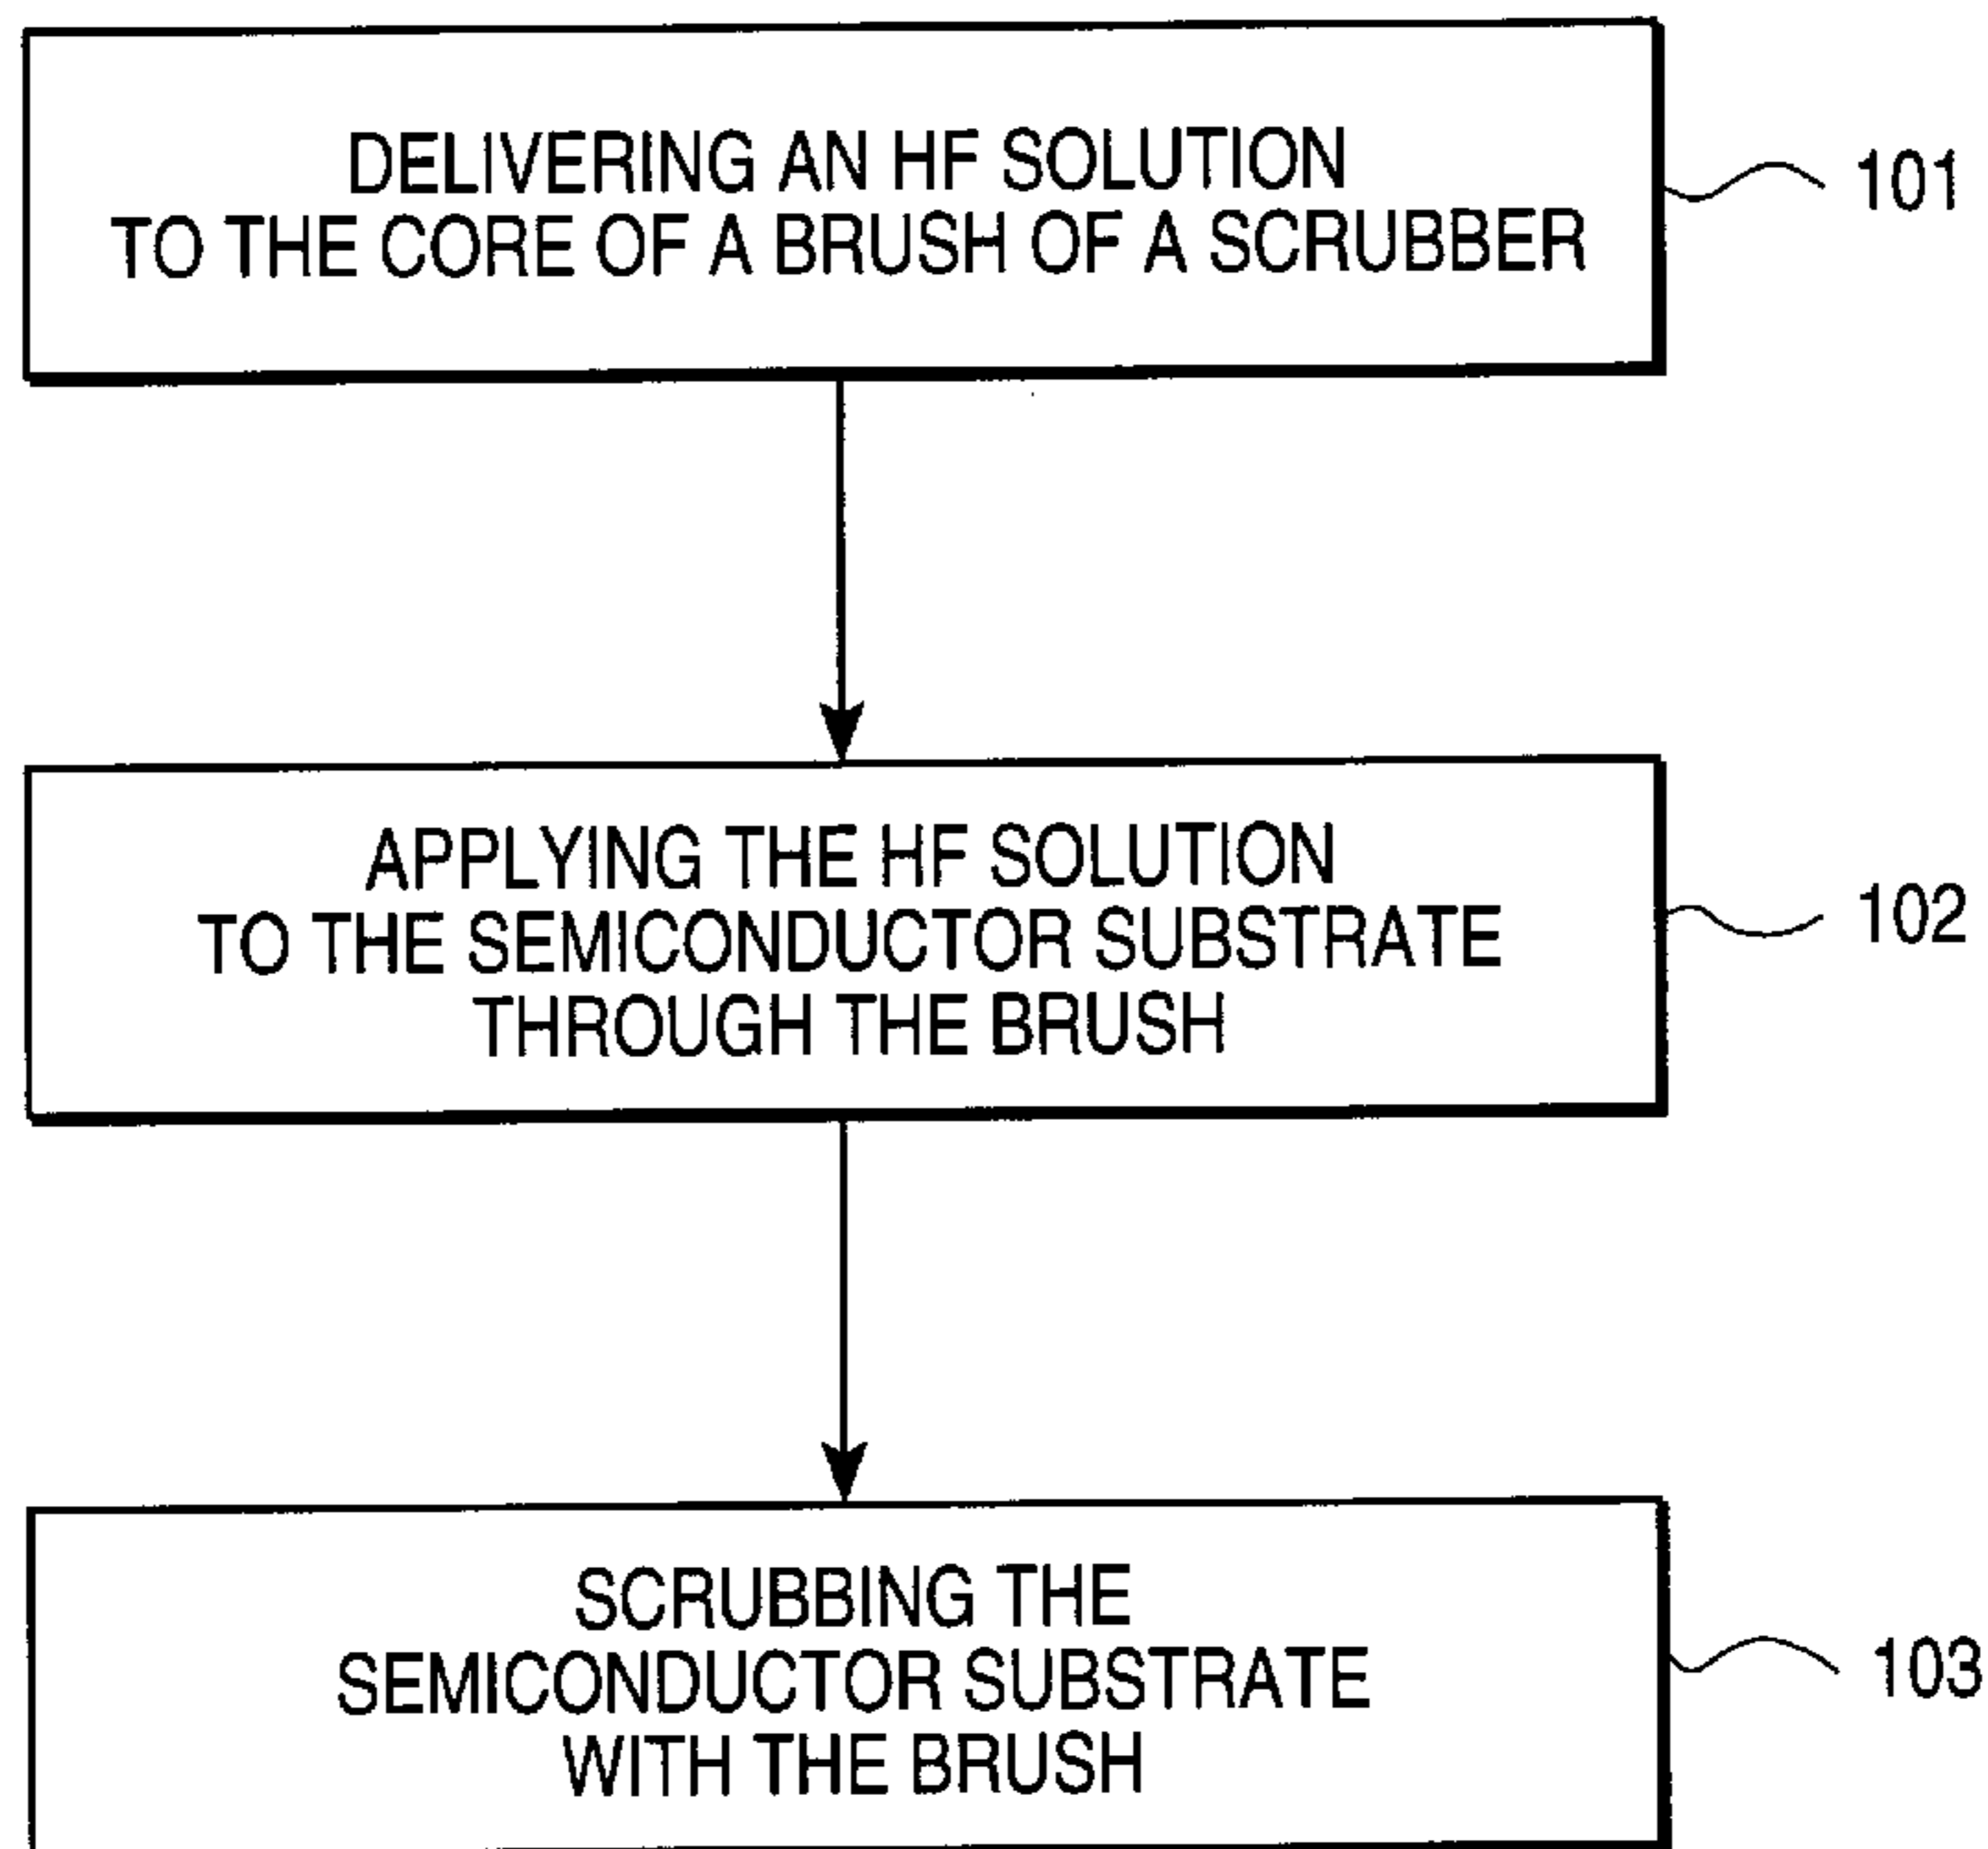 DELIVERING AN HF SOLUTION
TO THE CORE OF A BRUSH OF A SCRUBBER
101
APPLYING THE HF SOLUTION
TO THE SEMICONDUCTOR SUBSTRATE
THROUGH THE BRUSH
102
SCRUBBING THE
SEMICONDUCTOR SUBSTRATE
WITH THE BRUSH
103